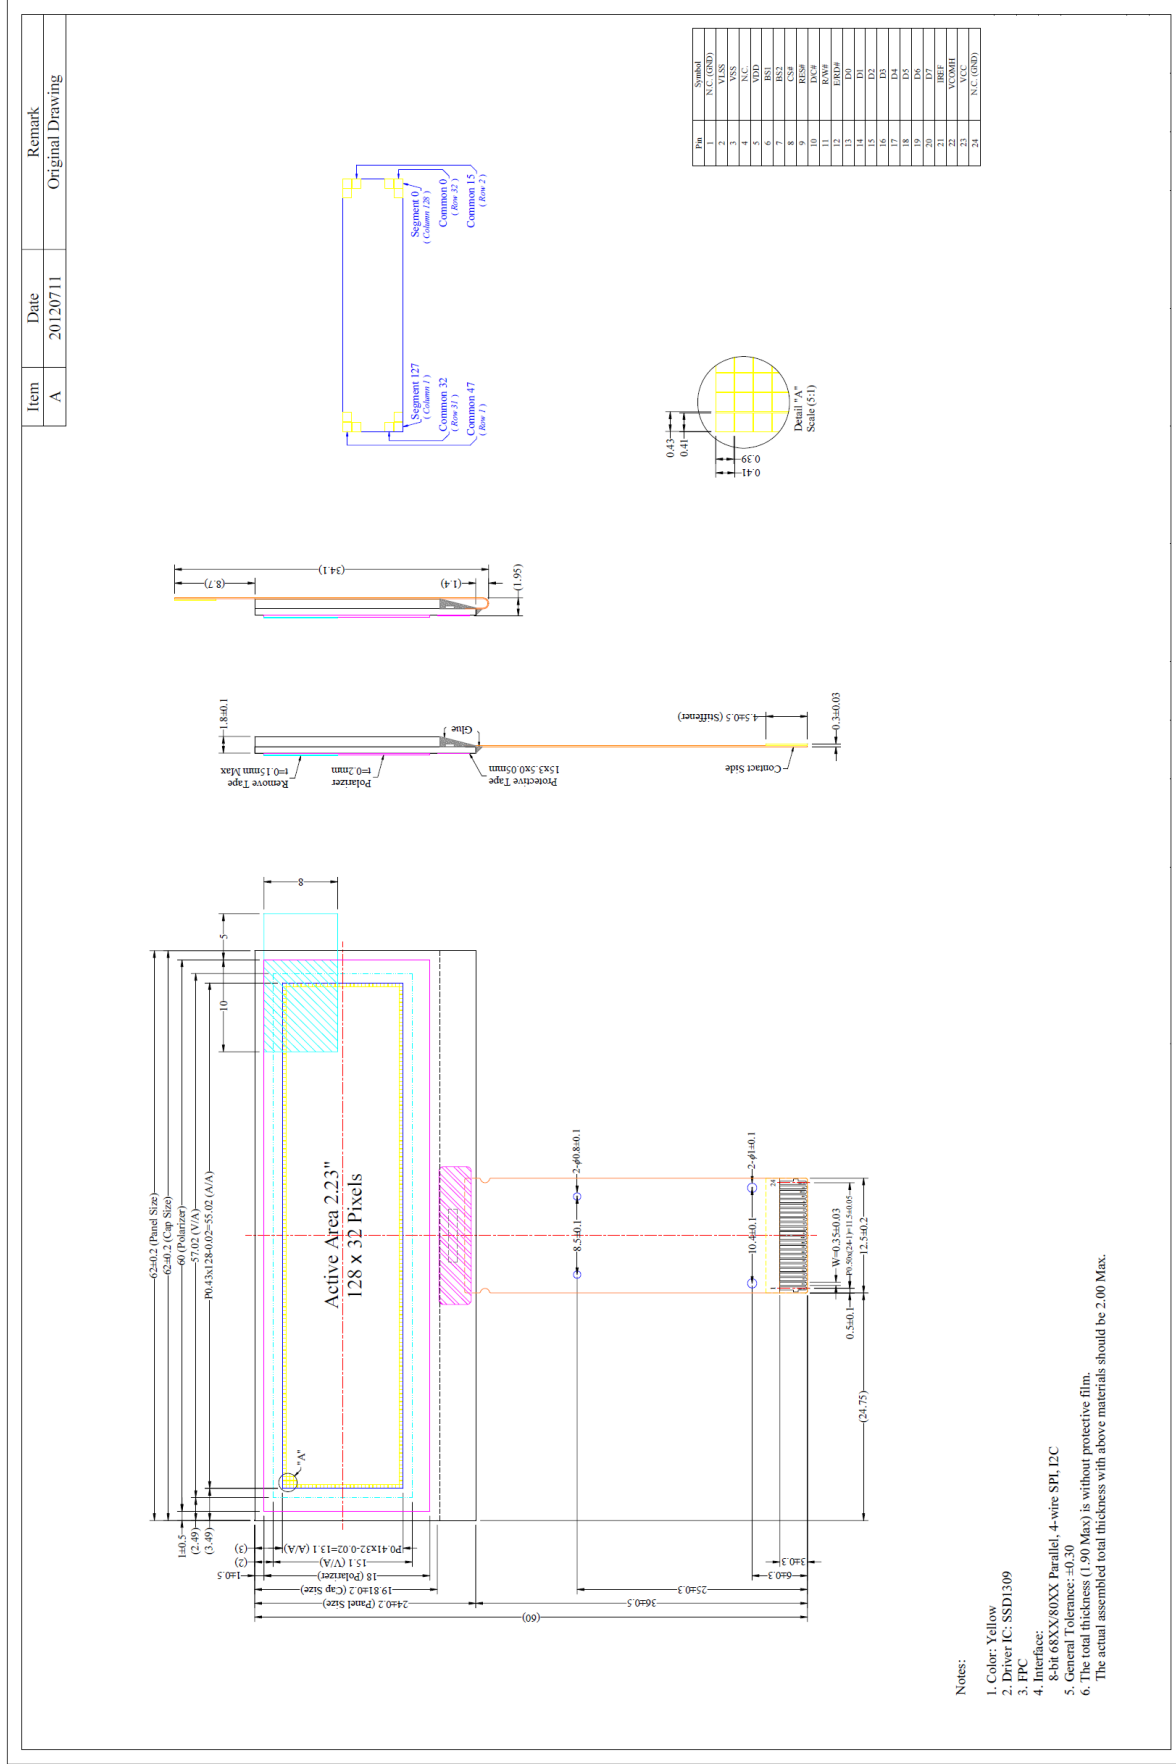 Item Date Remark
A 20120711 Original Drawing
Pin Symbol
1 N.C. (GND)
2 VLSS
3 VSS
4 N.C.
5 VDD
6 BS1
7 BS2
8 CS#
9 RES#
10 D/C#
11 R/W#
12 E/RD#
13 D0
14 D1
15 D2
16 D3
17 D4
18 D5
19 D6
20 D7
21 IREF
22 VCOMH
23 VCC
24 N.C. (GND)
Segment 0
( Column 128 )
Common 0
( Row 32 )
Common 15
( Row 2 )
Segment 127
( Column 1 )
Common 32
( Row 31 )
Common 47
( Row 1 )
0.43
0.41
0.39
0.41
Detail "A"
Scale (5:1)
(34.1)
(8.7)
(1.4)
(1.95)
1.8±0.1
Glue
4.5±0.5 (Stiffener)
0.3±0.03
Remove Tape
t=0.15mm Max
Polarizer
t=0.2mm
Protective Tape
15x3.5x0.05mm
Contact Side
8
5
10
62±0.2 (Panel Size)
62±0.2 (Cap Size)
60 (Polarizer)
57.02 (V/A)
P0.43x128-0.02=55.02 (A/A)
Active Area 2.23"
128 x 32 Pixels
"A"
1±0.5
(2.49)
(3.49)
(3)
(2)
1±0.5
P0.41x32-0.02=13.1 (A/A)
15.1 (V/A)
18 (Polarizer)
19.81±0.2 (Cap Size)
24±0.2 (Panel Size)
(60)
36±0.5
25±0.3
6±0.3
3±0.3
2-ϕ0.8±0.1
8.5±0.1
2-ϕ1±0.1
10.4±0.1
24
W=0.35±0.03
P0.50x(24-1)=11.5±0.05
0.5±0.1
12.5±0.2
(24.75)
Notes:
1. Color: Yellow
2. Driver IC: SSD1309
3. FPC
4. Interface:
8-bit 68XX/80XX Parallel, 4-wire SPI, I2C
5. General Tolerance: ±0.30
6. The total thickness (1.90 Max) is without protective film.
The actual assembled total thickness with above materials should be 2.00 Max.